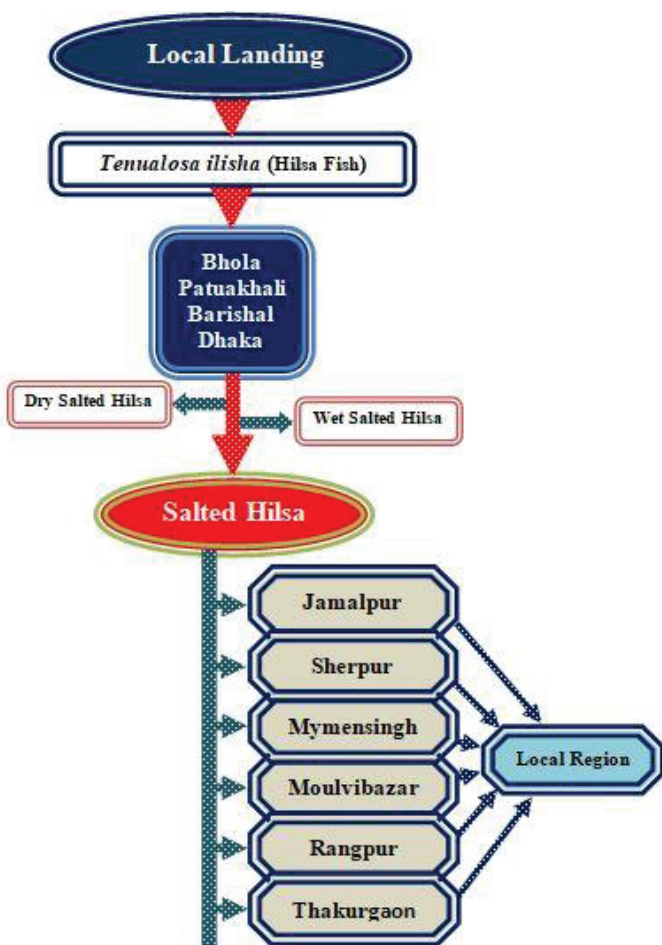 Local Landing
Tenualosa ilisha (Hilsa Fish)
Bhola
Patuakhali
Barishal
Dhaka
Dry Salted Hilsa
Wet Salted Hilsa
Salted Hilsa
Jamalpur
Sherpur
Mymensingh
Moulvibazar
Rangpur
Thakurgaon
Local Region